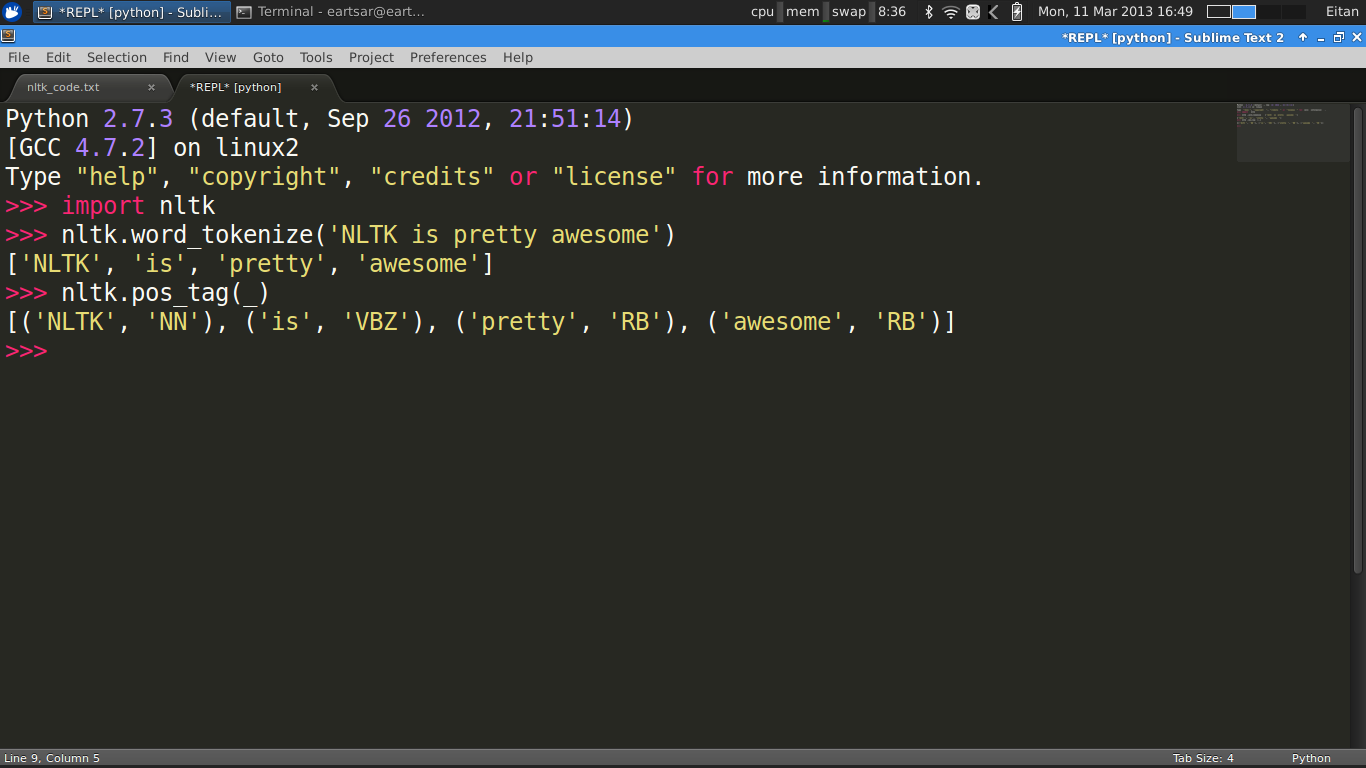 *REPL* [python] - Subli... Terminal - eartsar@eart... cpu mem swap 8:36 Mon, 11 Mar 2013 16:49 Eitan
*REPL* [python] - Sublime Text 2
File Edit Selection Find View Goto Tools Project Preferences Help
nltk_code.txt × *REPL* [python] ×
Python 2.7.3 (default, Sep 26 2012, 21:51:14)
[GCC 4.7.2] on linux2
Type "help", "copyright", "credits" or "license" for more information.
>>> import nltk
>>> nltk.word_tokenize('NLTK is pretty awesome')
['NLTK', 'is', 'pretty', 'awesome']
>>> nltk.pos_tag(_)
[('NLTK', 'NN'), ('is', 'VBZ'), ('pretty', 'RB'), ('awesome', 'RB')]
>>>
Line 9, Column 5 Tab Size: 4 Python